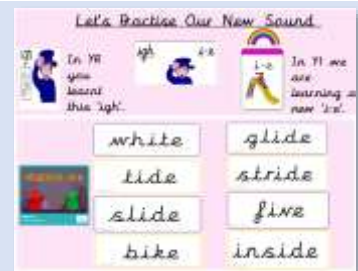 Let's Practise Our New Sound
In YR
you
learnt
this 'igh'.
igh
i-e
i-e
In Y1 we
are
learning a
new 'i-e'.
white
tide
slide
bike
glide
stride
five
inside